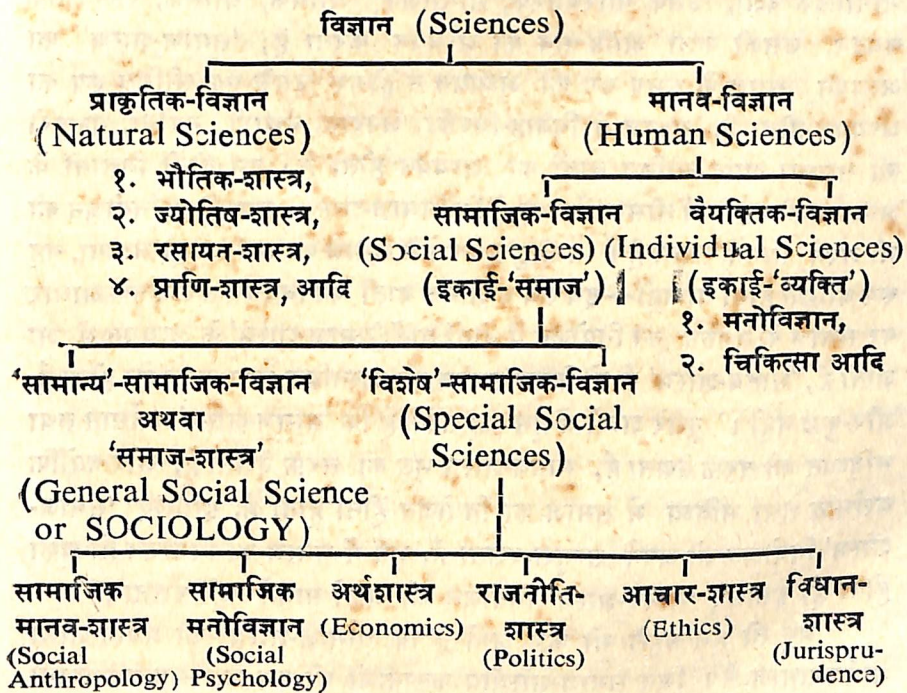 विज्ञान (Sciences)
प्राकृतिक-विज्ञान
(Natural Sciences)
१. भौतिक-शास्त्र,
२. ज्योतिष-शास्त्र,
३. रसायन-शास्त्र,
४. प्राणि-शास्त्र, आदि
मानव-विज्ञान
(Human Sciences)
सामाजिक-विज्ञान
(Social Sciences)
(इकाई-‘समाज’)
वैयक्तिक-विज्ञान
(Individual Sciences)
(इकाई-‘व्यक्ति’)
१. मनोविज्ञान,
२. चिकित्सा आदि
‘सामान्य’-सामाजिक-विज्ञान
अथवा
‘समाज-शास्त्र’
(General Social Science
or SOCIOLOGY)
‘विशेष’-सामाजिक-विज्ञान
(Special Social
Sciences)
सामाजिक
मानव-शास्त्र
(Social
Anthropology)
सामाजिक
मनोविज्ञान
(Social
Psychology)
अर्थशास्त्र
(Economics)
राजनीति-
शास्त्र
(Politics)
आचार-शास्त्र
(Ethics)
विधान-
शास्त्र
(Jurispru-
dence)